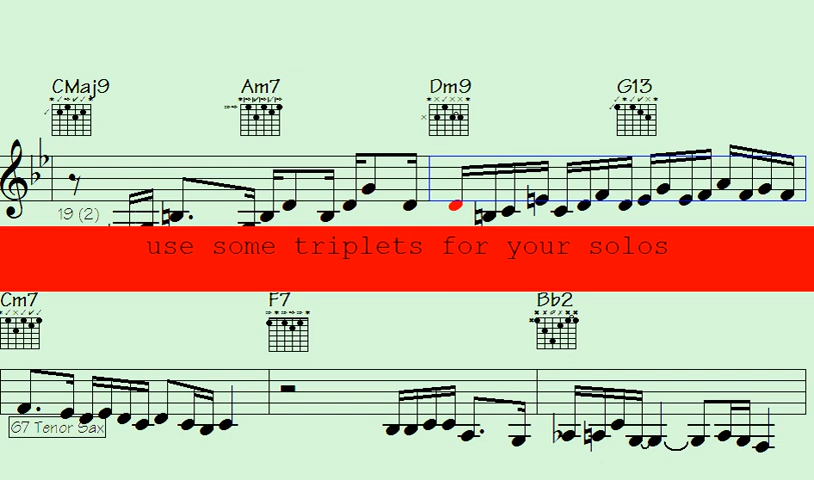 CMaj9 Am7 Dm9 G13
19 (2)
use some triplets for your solos
Cm7 F7 Bb2
67 Tenor Sax